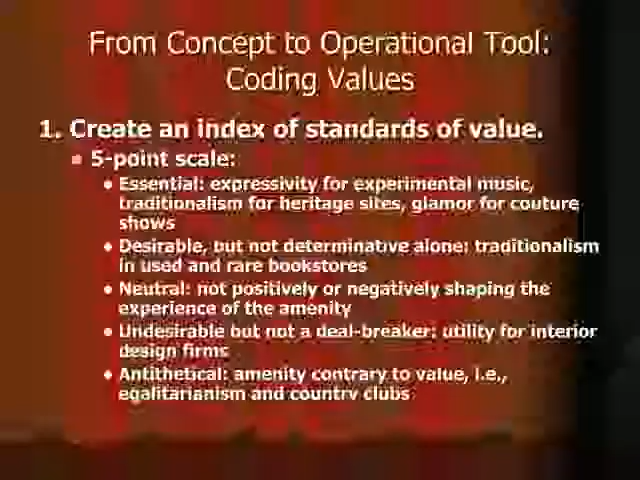 From Concept to Operational Tool:
Coding Values
1. Create an index of standards of value.
5-point scale:
Essential: expressivity for experimental music,
traditionalism for heritage sites, glamor for couture
shows
Desirable, but not determinative alone: traditionalism
in used and rare bookstores
Neutral: not positively or negatively shaping the
experience of the amenity
Undesirable but not a deal-breaker: utility for interior
design firms
Antithetical: amenity contrary to value, i.e.,
egalitarianism and country clubs